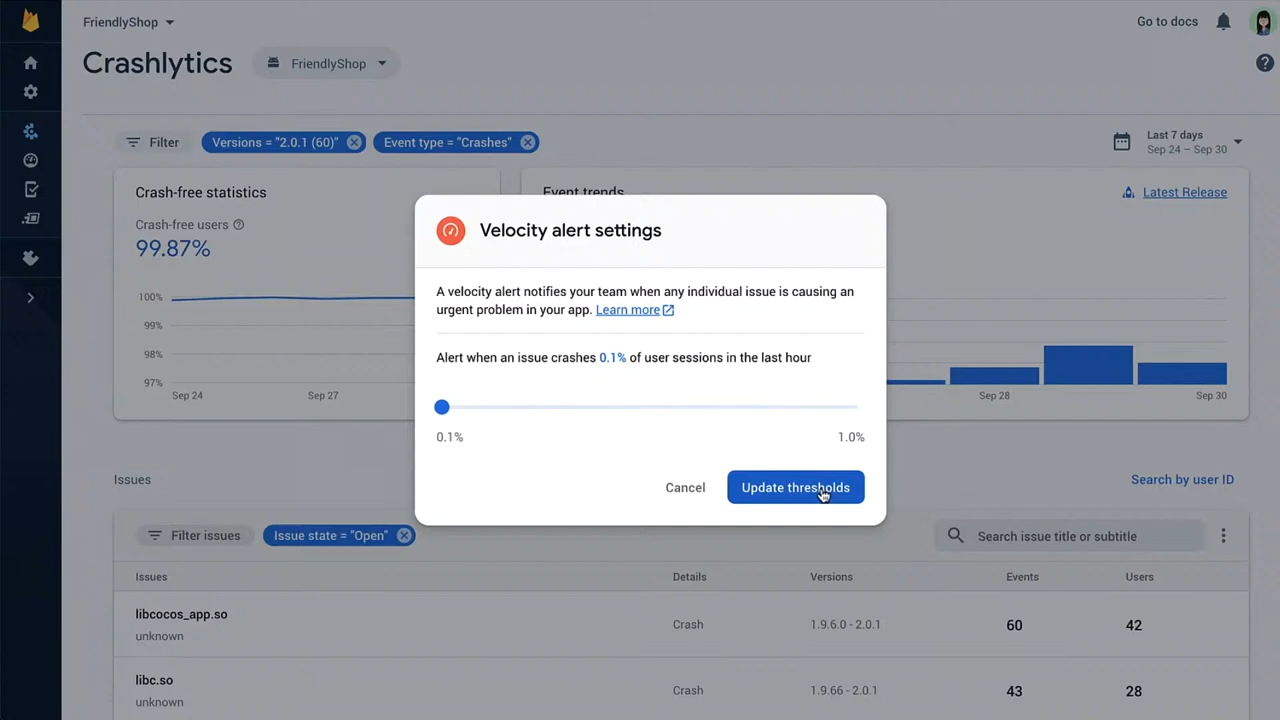 FriendlyShop
Go to docs
Crashlytics
FriendlyShop
Filter
Versions = "2.0.1 (60)"
Event type = "Crashes"
Last 7 days
Sep 24 – Sep 30
Crash-free statistics
Event trends
Latest Release
Crash-free users
99.87%
100%
99%
98%
97%
Sep 24
Sep 27
Sep 28
Sep 30
Velocity alert settings
A velocity alert notifies your team when any individual issue is causing an
urgent problem in your app. Learn more
Alert when an issue crashes 0.1% of user sessions in the last hour
0.1%
1.0%
Cancel
Update thresholds
Issues
Search by user ID
Filter issues
Issue state = "Open"
Search issue title or subtitle
Issues
Details
Versions
Events
Users
libcocos_app.so
unknown
Crash
1.9.6.0 - 2.0.1
60
42
libc.so
unknown
Crash
1.9.66 - 2.0.1
43
28